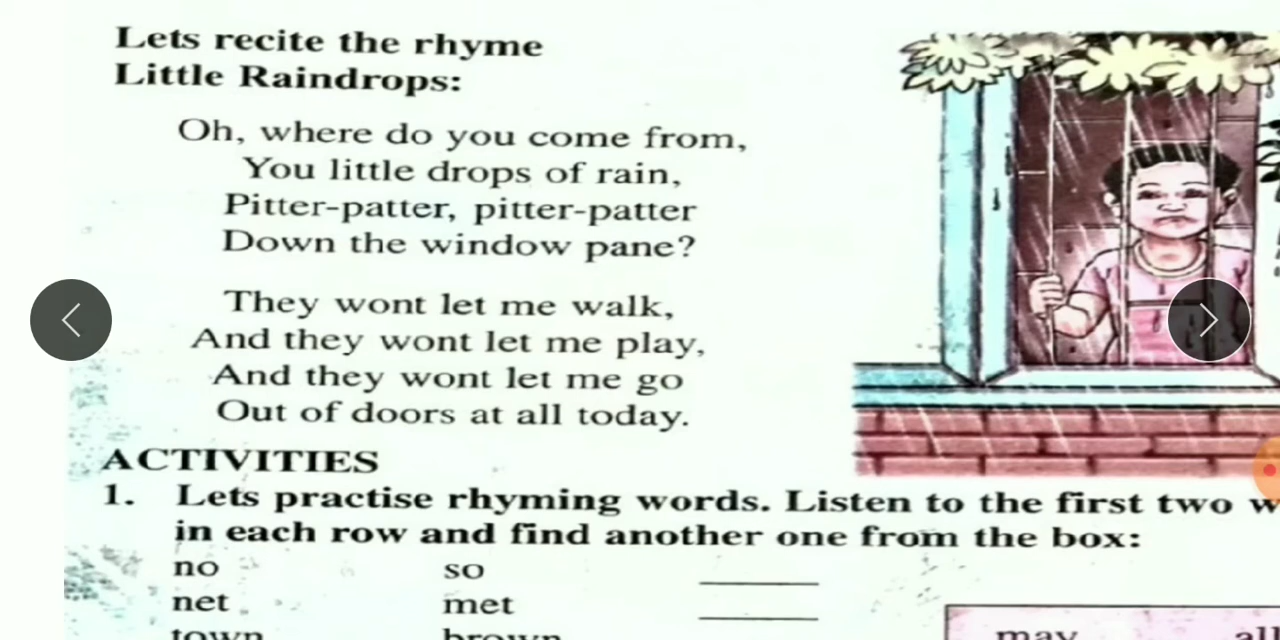 Lets recite the rhyme
Little Raindrops:
Oh, where do you come from,
You little drops of rain,
Pitter-patter, pitter-patter
Down the window pane?
They wont let me walk,
And they wont let me play,
And they wont let me go
Out of doors at all today.
ACTIVITIES
1. Lets practise rhyming words. Listen to the first two
in each row and find another one from the box:
no so
net met
town brown
may